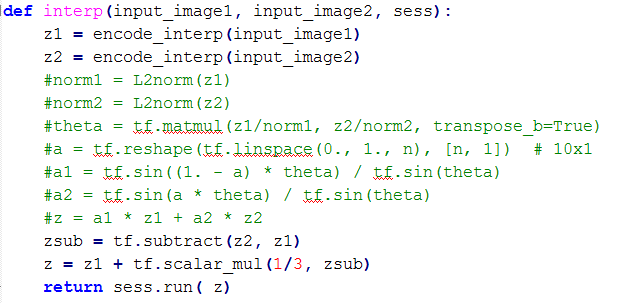 def interp(input_image1, input_image2, sess):
    z1 = encode_interp(input_image1)
    z2 = encode_interp(input_image2)
    #norm1 = L2norm(z1)
    #norm2 = L2norm(z2)
    #theta = tf.matmul(z1/norm1, z2/norm2, transpose_b=True)
    #a = tf.reshape(tf.linspace(0., 1., n), [n, 1])  # 10x1
    #a1 = tf.sin((1. - a) * theta) / tf.sin(theta)
    #a2 = tf.sin(a * theta) / tf.sin(theta)
    #z = a1 * z1 + a2 * z2
    zsub = tf.subtract(z2, z1)
    z = z1 + tf.scalar_mul(1/3, zsub)
    return sess.run( z)